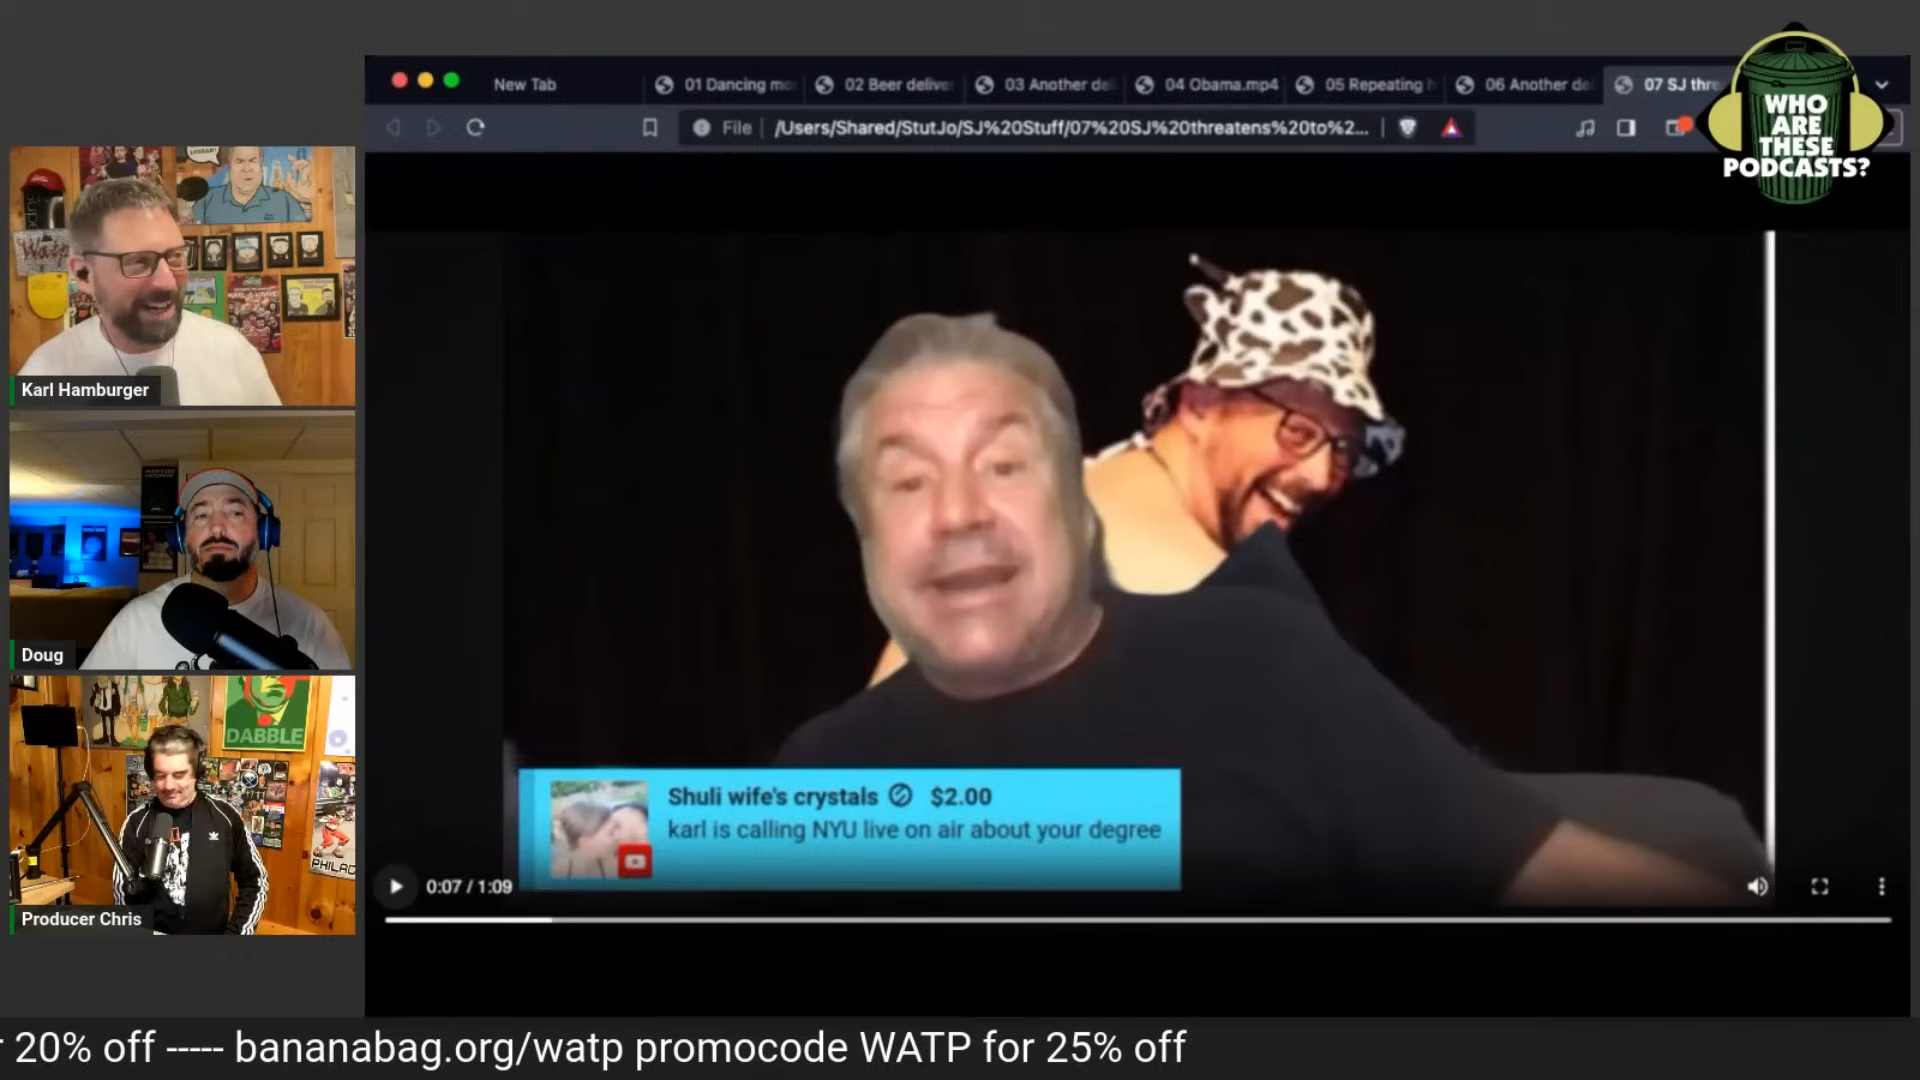 New Tab
01 Dancing mo
02 Beer delive
03 Another de
04 Obama.mp4
05 Repeating h
06 Another de
07 SJ thre
File
/Users/Shared/StutJo/SJ%20Stuff/07%20SJ%20threatens%20to%2...
WHO
ARE
THESE
PODCASTS?
Karl Hamburger
Doug
DABBLE
PHILAD
Producer Chris
Shuli wife's crystals $2.00
karl is calling NYU live on air about your degree
0:07 / 1:09
20% off ----- bananabag.org/watp promocode WATP for 25% off